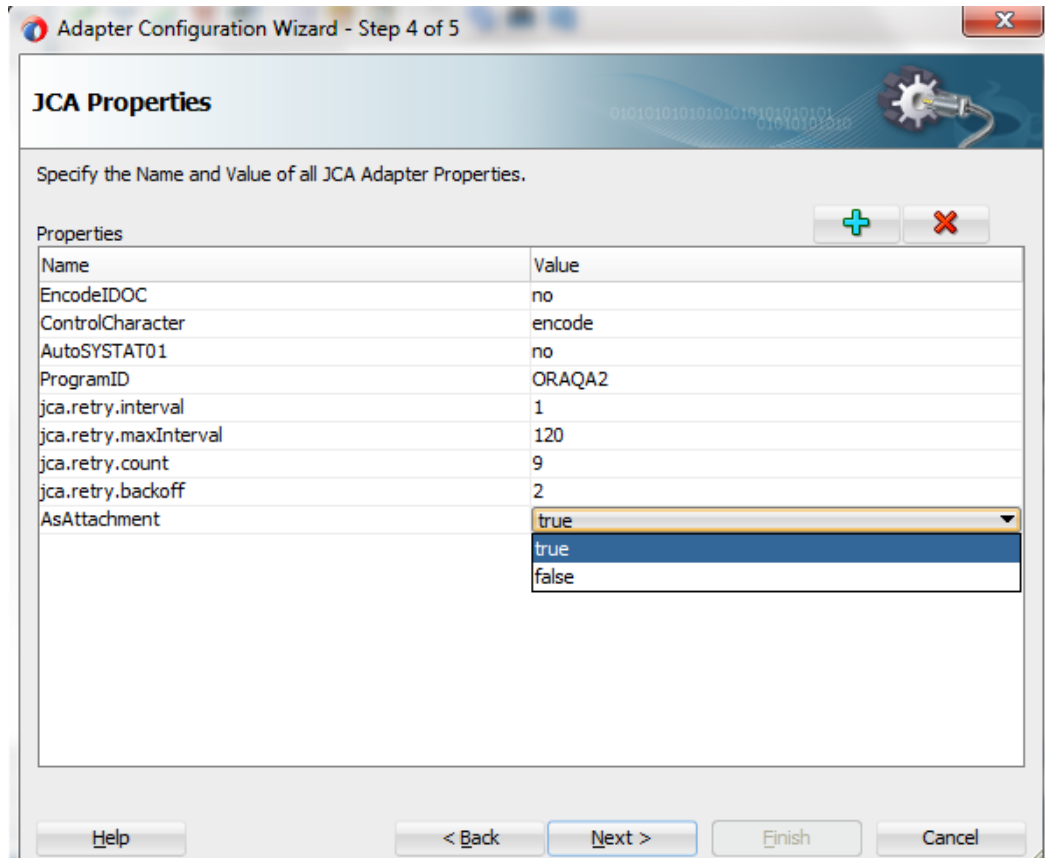 Adapter Configuration Wizard - Step 4 of 5
JCA Properties
Specify the Name and Value of all JCA Adapter Properties.
Properties
Name Value
EncodeIDOC no
ControlCharacter encode
AutoSYSTAT01 no
ProgramID ORAQA2
jca.retry.interval 1
jca.retry.maxInterval 120
jca.retry.count 9
jca.retry.backoff 2
AsAttachment true
true
false
Help < Back Next > Finish Cancel